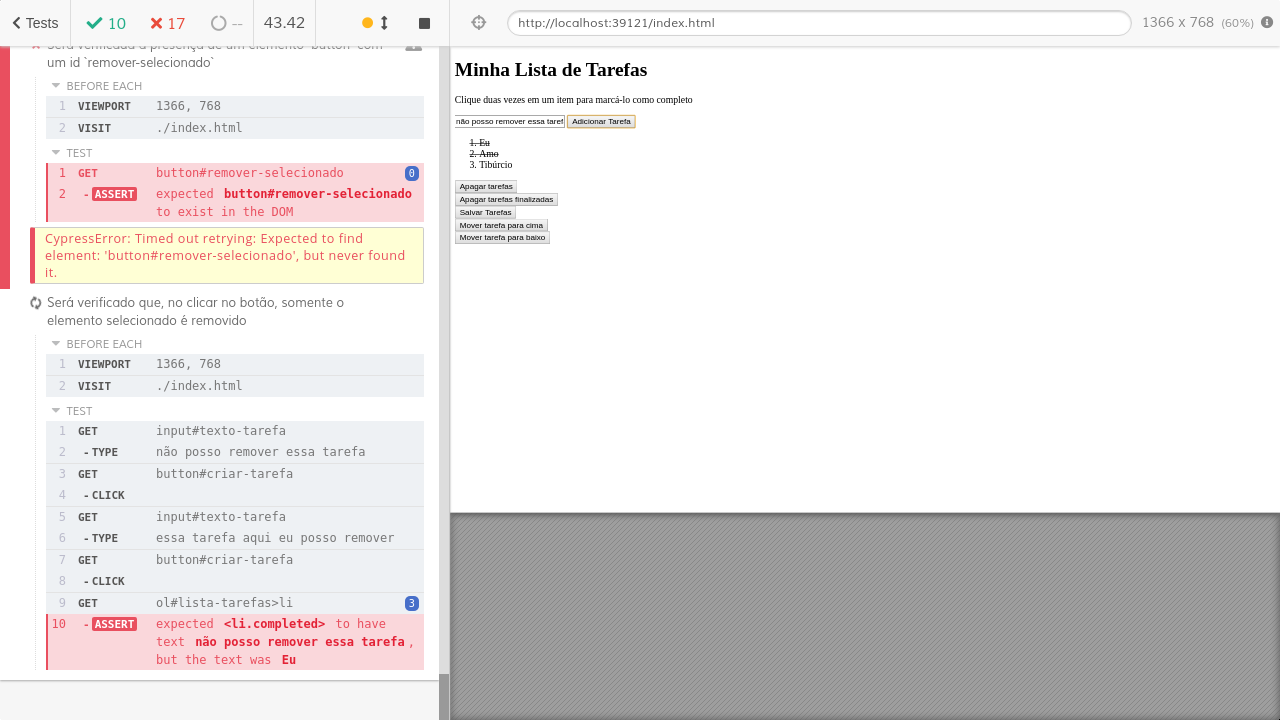 Tests 10 17 -- 43.42
Será verificada a presença de um elemento `button` com
um id `remover-selecionado`
BEFORE EACH
1 VIEWPORT 1366, 768
2 VISIT ./index.html
TEST
1 GET button#remover-selecionado 0
2 -ASSERT expected button#remover-selecionado
to exist in the DOM
CypressError: Timed out retrying: Expected to find
element: 'button#remover-selecionado', but never found
it.
Será verificado que, no clicar no botão, somente o
elemento selecionado é removido
BEFORE EACH
1 VIEWPORT 1366, 768
2 VISIT ./index.html
TEST
1 GET input#texto-tarefa
2 -TYPE não posso remover essa tarefa
3 GET button#criar-tarefa
4 -CLICK
5 GET input#texto-tarefa
6 -TYPE essa tarefa aqui eu posso remover
7 GET button#criar-tarefa
8 -CLICK
9 GET ol#lista-tarefas>li 3
10 -ASSERT expected <li.completed> to have
text não posso remover essa tarefa,
but the text was Eu
http://localhost:39121/index.html 1366 x 768 (60%)
Minha Lista de Tarefas
Clique duas vezes em um item para marcá-lo como completo
não posso remover essa taref Adicionar Tarefa
1. Eu
2. Amo
3. Tibúrcio
Apagar tarefas
Apagar tarefas finalizadas
Salvar Tarefas
Mover tarefa para cima
Mover tarefa para baixo